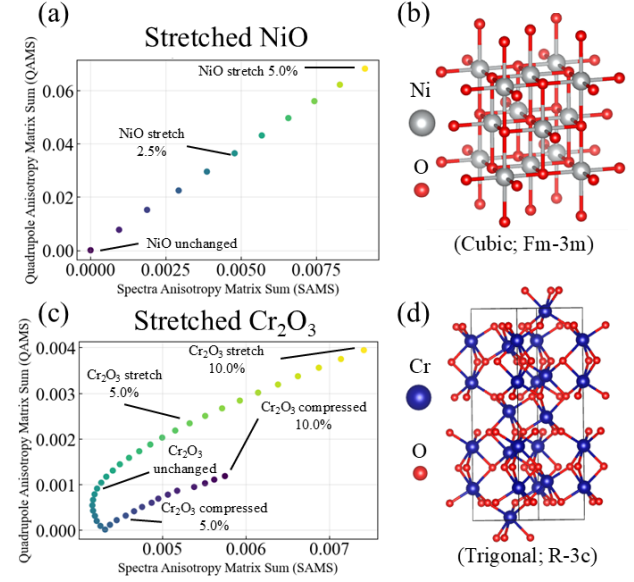 (a)
Stretched NiO
Quadrupole Anisotropy Matrix Sum (QAMS)
0.06
0.04
0.02
0.00
NiO stretch 5.0%
NiO stretch
2.5%
NiO unchanged
0.0000
0.0025
0.0050
0.0075
Spectra Anisotropy Matrix Sum (SAMS)
(b)
Ni
O
(Cubic; Fm-3m)
(c)
Stretched Cr₂O₃
Quadrupole Anisotropy Matrix Sum (QAMS)
0.004
0.003
0.002
0.001
0.000
Cr₂O₃ stretch
10.0%
Cr₂O₃ stretch
5.0%
Cr₂O₃ compressed
10.0%
Cr₂O₃
unchanged
Cr₂O₃ compressed
5.0%
0.005
0.006
0.007
Spectra Anisotropy Matrix Sum (SAMS)
(d)
Cr
O
(Trigonal; R-3c)